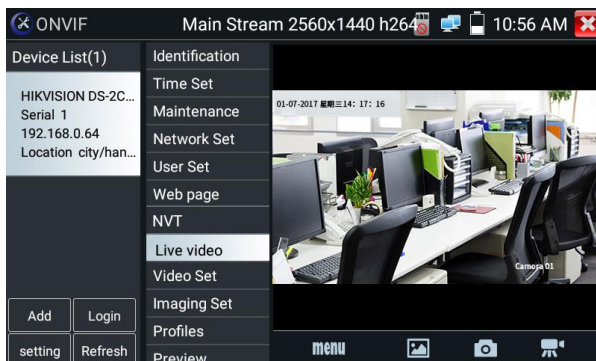 ONVIF
Main Stream 2560x1440 h264
10:56 AM
Device List(1)
HIKVISION DS-2C...
Serial 1
192.168.0.64
Location city/han...
Add
Login
setting
Refresh
Identification
Time Set
Maintenance
Network Set
User Set
Web page
NVT
Live video
Video Set
Imaging Set
Profiles
Preview
01-07-2017 星期三14:17:16
Camera 01
menu